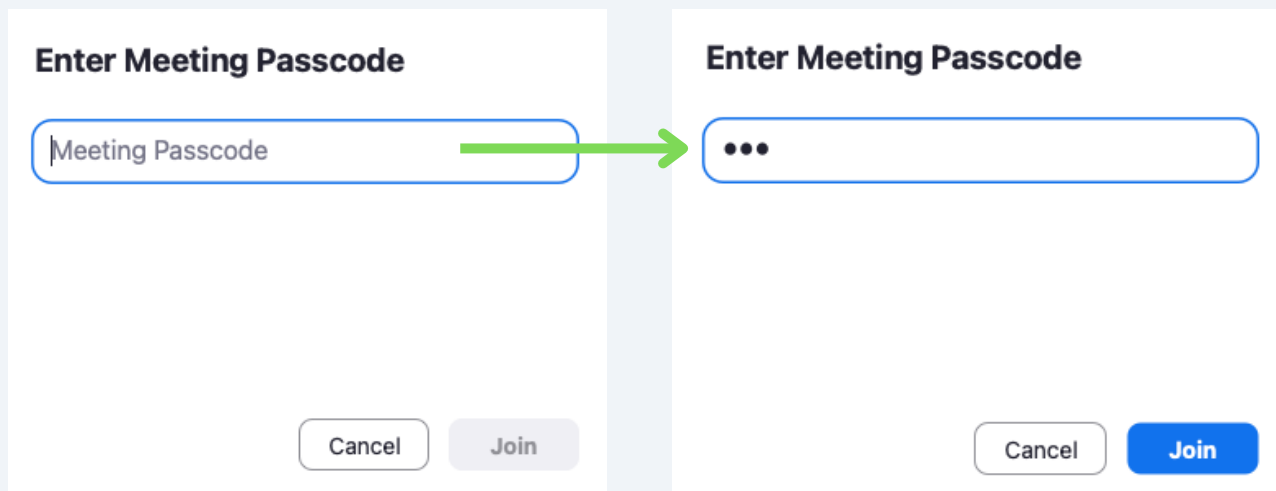 Enter Meeting Passcode
Meeting Passcode
Cancel Join
Enter Meeting Passcode
•••
Cancel Join